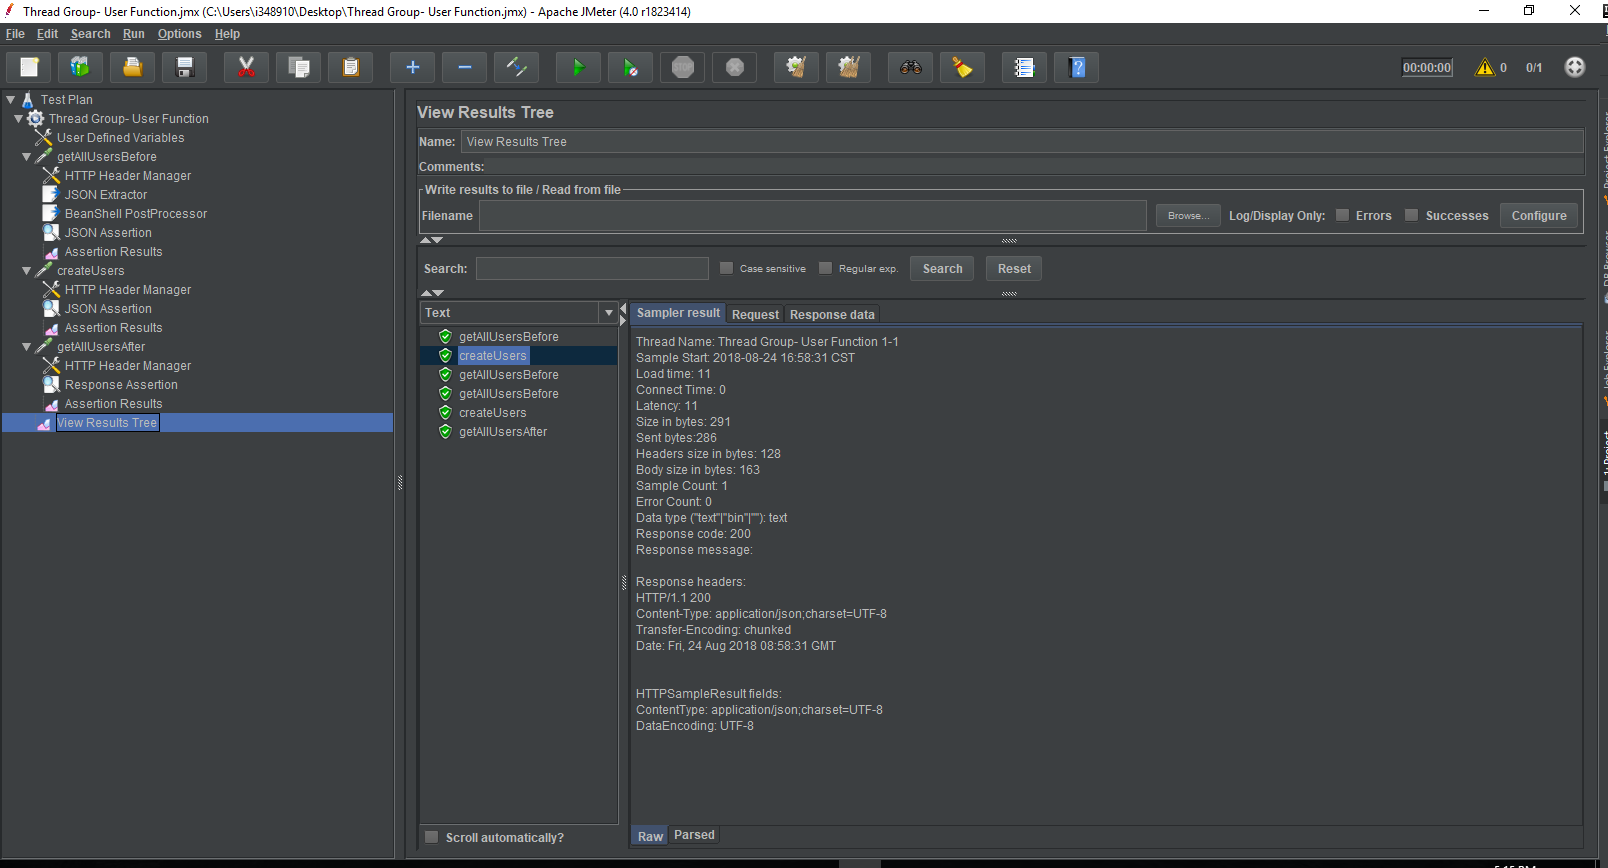 Thread Group- User Function.jmx (C:\Users\i348910\Desktop\Thread Group- User Function.jmx) - Apache JMeter (4.0 r1823414)
File Edit Search Run Options Help
STOP
00:00:00 0 0/1
Test Plan
Thread Group- User Function
User Defined Variables
getAllUsersBefore
HTTP Header Manager
JSON Extractor
BeanShell PostProcessor
JSON Assertion
Assertion Results
createUsers
HTTP Header Manager
JSON Assertion
Assertion Results
getAllUsersAfter
HTTP Header Manager
Response Assertion
Assertion Results
View Results Tree
View Results Tree
Name: View Results Tree
Comments:
Write results to file / Read from file
Filename Browse... Log/Display Only: Errors Successes Configure
Search: Case sensitive Regular exp. Search Reset
Text
getAllUsersBefore
createUsers
getAllUsersBefore
getAllUsersBefore
createUsers
getAllUsersAfter
Scroll automatically?
Sampler result Request Response data
Thread Name: Thread Group- User Function 1-1
Sample Start: 2018-08-24 16:58:31 CST
Load time: 11
Connect Time: 0
Latency: 11
Size in bytes: 291
Sent bytes:286
Headers size in bytes: 128
Body size in bytes: 163
Sample Count: 1
Error Count: 0
Data type ("text"|"bin"|""): text
Response code: 200
Response message:
Response headers:
HTTP/1.1 200
Content-Type: application/json;charset=UTF-8
Transfer-Encoding: chunked
Date: Fri, 24 Aug 2018 08:58:31 GMT
HTTPSampleResult fields:
ContentType: application/json;charset=UTF-8
DataEncoding: UTF-8
Raw Parsed